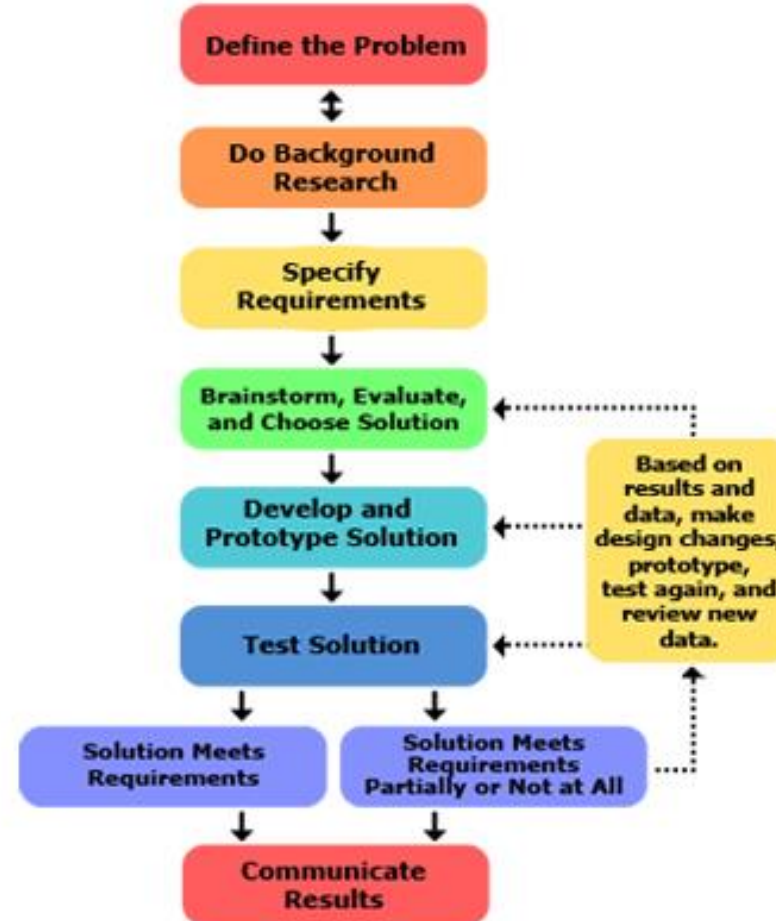 Define the Problem
Do Background
Research
Specify
Requirements
Brainstorm, Evaluate,
and Choose Solution
Develop and
Prototype Solution
Test Solution
Based on
results and
data, make
design changes,
prototype,
test again, and
review new
data.
Solution Meets
Requirements
Solution Meets
Requirements
Partially or Not at All
Communicate
Results